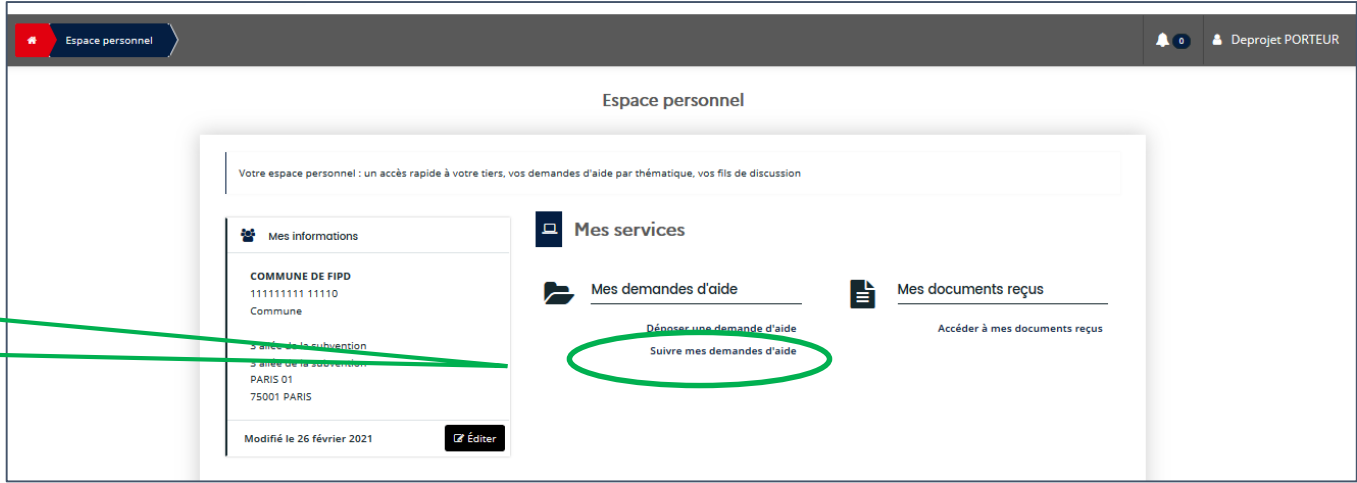 Espace personnel
0
Deprojet PORTEUR
Espace personnel
Votre espace personnel : un accès rapide à votre tiers, vos demandes d'aide par thématique, vos fils de discussion
Mes informations
COMMUNE DE FIPD
111111111 11110
Commune
3 allée de la subvention
3 allée de la subvention
PARIS 01
75001 PARIS
Modifié le 26 février 2021
Éditer
Mes services
Mes demandes d'aide
Déposer une demande d'aide
Suivre mes demandes d'aide
Mes documents reçus
Accéder à mes documents reçus